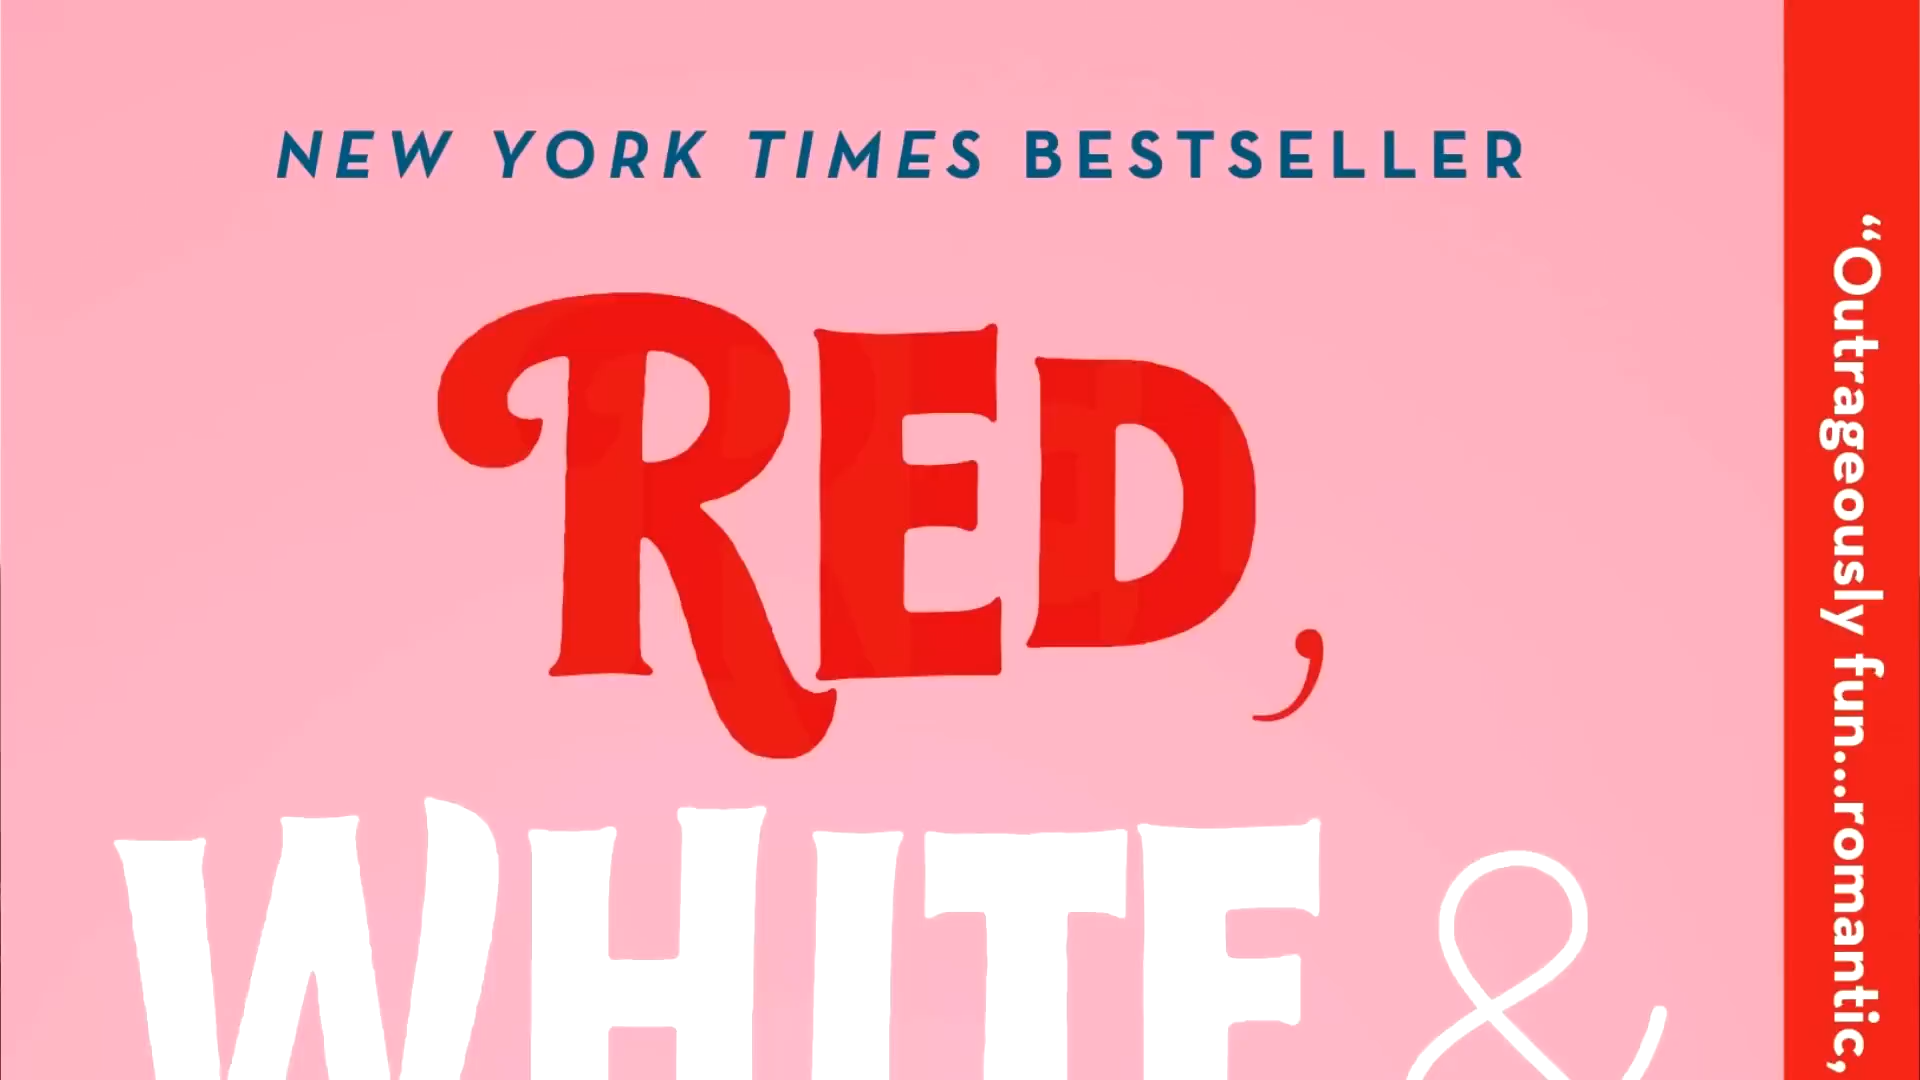 NEW YORK TIMES BESTSELLER
RED,
WHITE &
“Outrageously fun...romantic,